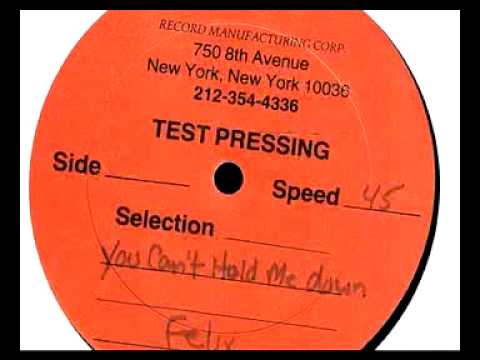 RECORD MANUFACTURING CORP.
750 8th Avenue
New York, New York 10036
212-354-4336
TEST PRESSING
Side Speed 45
Selection
You Can't Hold Me down
Felix